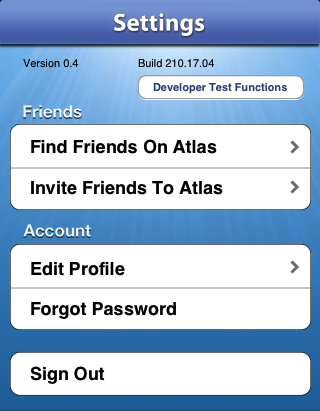 Settings
Version 0.4 Build 210.17.04
Developer Test Functions
Friends
Find Friends On Atlas
Invite Friends To Atlas
Account
Edit Profile
Forgot Password
Sign Out